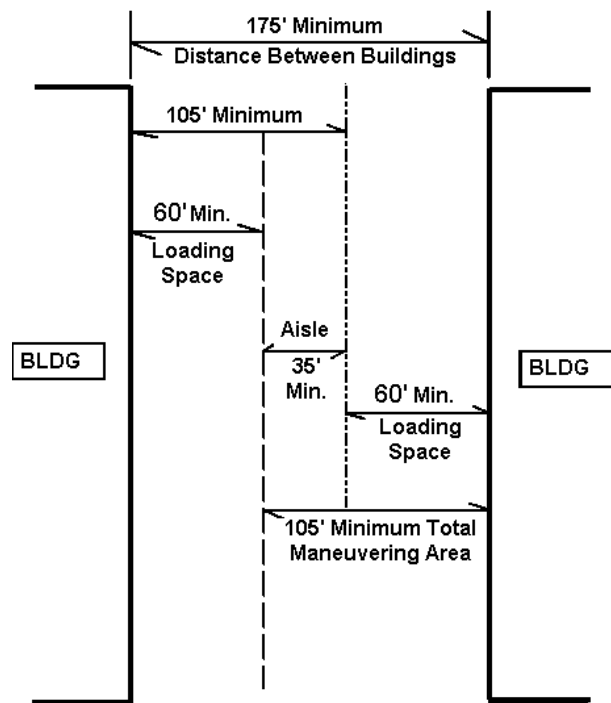 175' Minimum
Distance Between Buildings
105' Minimum
60' Min.
Loading
Space
Aisle
35'
Min.
BLDG
BLDG
60' Min.
Loading
Space
105' Minimum Total
Maneuvering Area